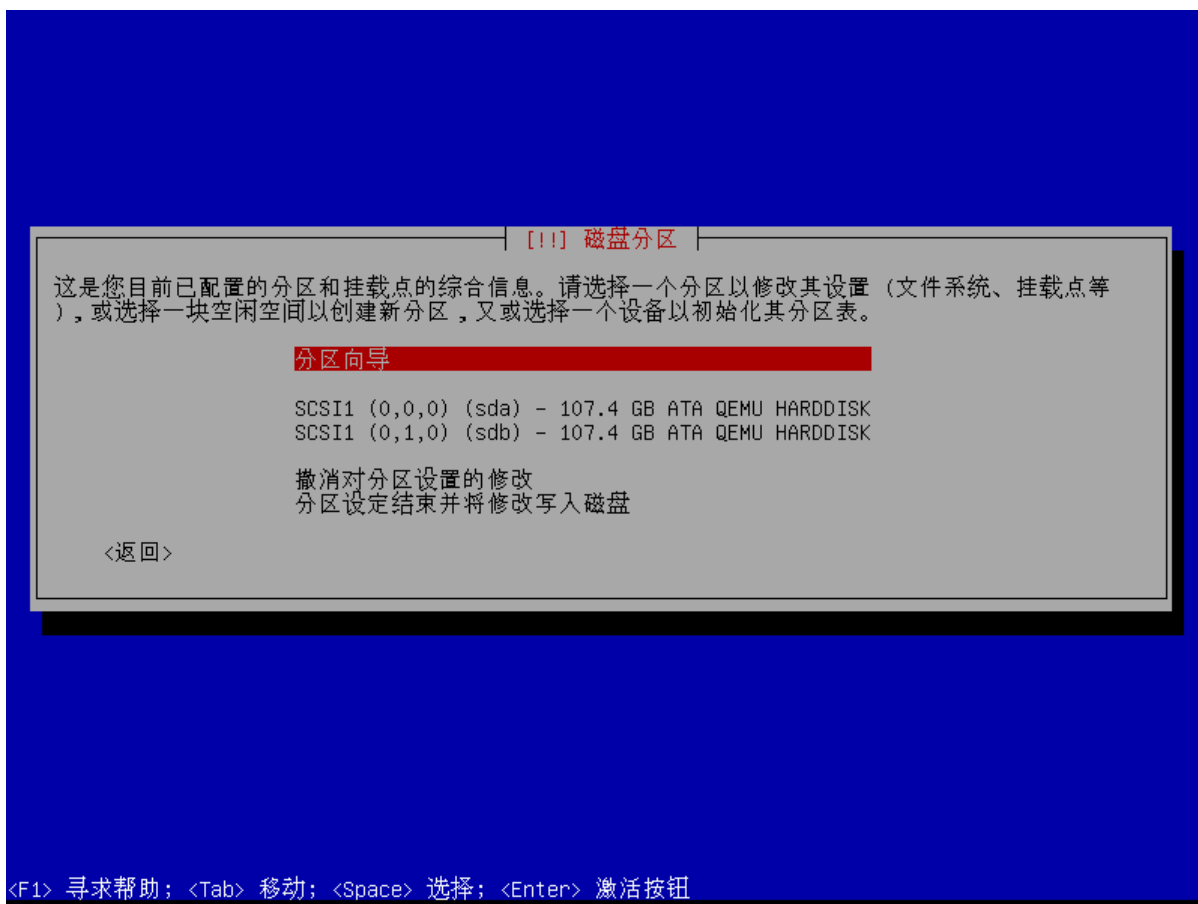 [!!] 磁盘分区
这是您目前已配置的分区和挂载点的综合信息。请选择一个分区以修改其设置 (文件系统、挂载点等
),或选择一块空闲空间以创建新分区,又或选择一个设备以初始化其分区表。
分区向导
SCSI1 (0,0,0) (sda) - 107.4 GB ATA QEMU HARDDISK
SCSI1 (0,1,0) (sdb) - 107.4 GB ATA QEMU HARDDISK
撤消对分区设置的修改
分区设定结束并将修改写入磁盘
<返回>
<F1> 寻求帮助; <Tab> 移动; <Space> 选择; <Enter> 激活按钮